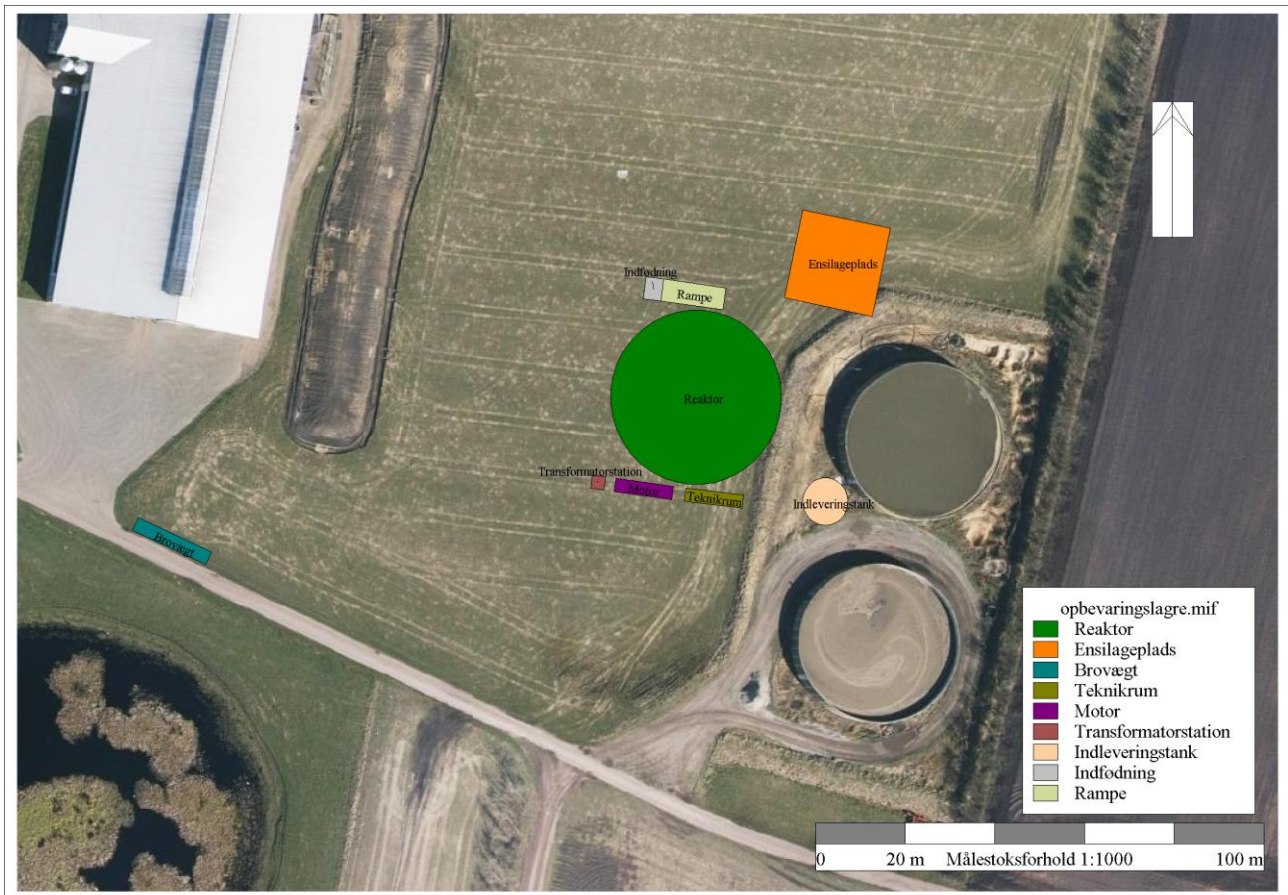 Ensilageplads
Indfødning
Rampe
Reaktor
Transformatorstation
Motor
Teknikrum
Indleveringstank
Brovægt
opbevaringslagre.mif
Reaktor
Ensilageplads
Brovægt
Teknikrum
Motor
Transformatorstation
Indleveringstank
Indfødning
Rampe
0 20 m Målestoksforhold 1:1000 100 m